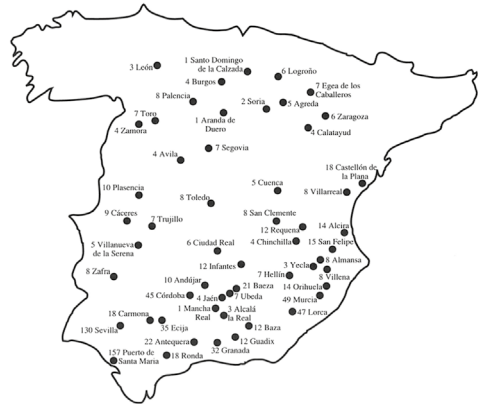 1 Santo Domingo
de la Calzada
3 León
6 Logroño
4 Burgos
7 Egea de los
Caballeros
8 Palencia
2 Soria
5 Agreda
7 Toro
1 Aranda de
Duero
6 Zaragoza
4 Zamora
4 Calatayud
7 Segovia
4 Avila
18 Castellón de
la Plana
10 Plasencia
5 Cuenca
8 Villarreal
8 Toledo
9 Cáceres
7 Trujillo
8 San Clemente
12 Requena
14 Alcira
4 Chinchilla
15 San Felipe
5 Villanueva
de la Serena
6 Ciudad Real
8 Almansa
3 Yecla
12 Infantes
7 Hellín
8 Villena
8 Zafra
10 Andújar
21 Baeza
14 Orihuela
45 Córdoba
4 Jaén
7 Ubeda
49 Murcia
18 Carmona
1 Mancha
Real
3 Alcalá
la Real
47 Lorca
130 Sevilla
35 Ecija
12 Baza
22 Antequera
12 Guadix
157 Puerto de
Santa Maria
18 Ronda
32 Granada